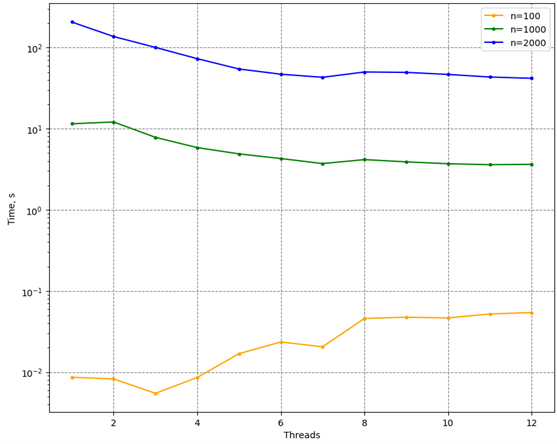 n=100
n=1000
n=2000
Time, s
10²
10¹
10⁰
10⁻¹
10⁻²
2 4 6 8 10 12
Threads